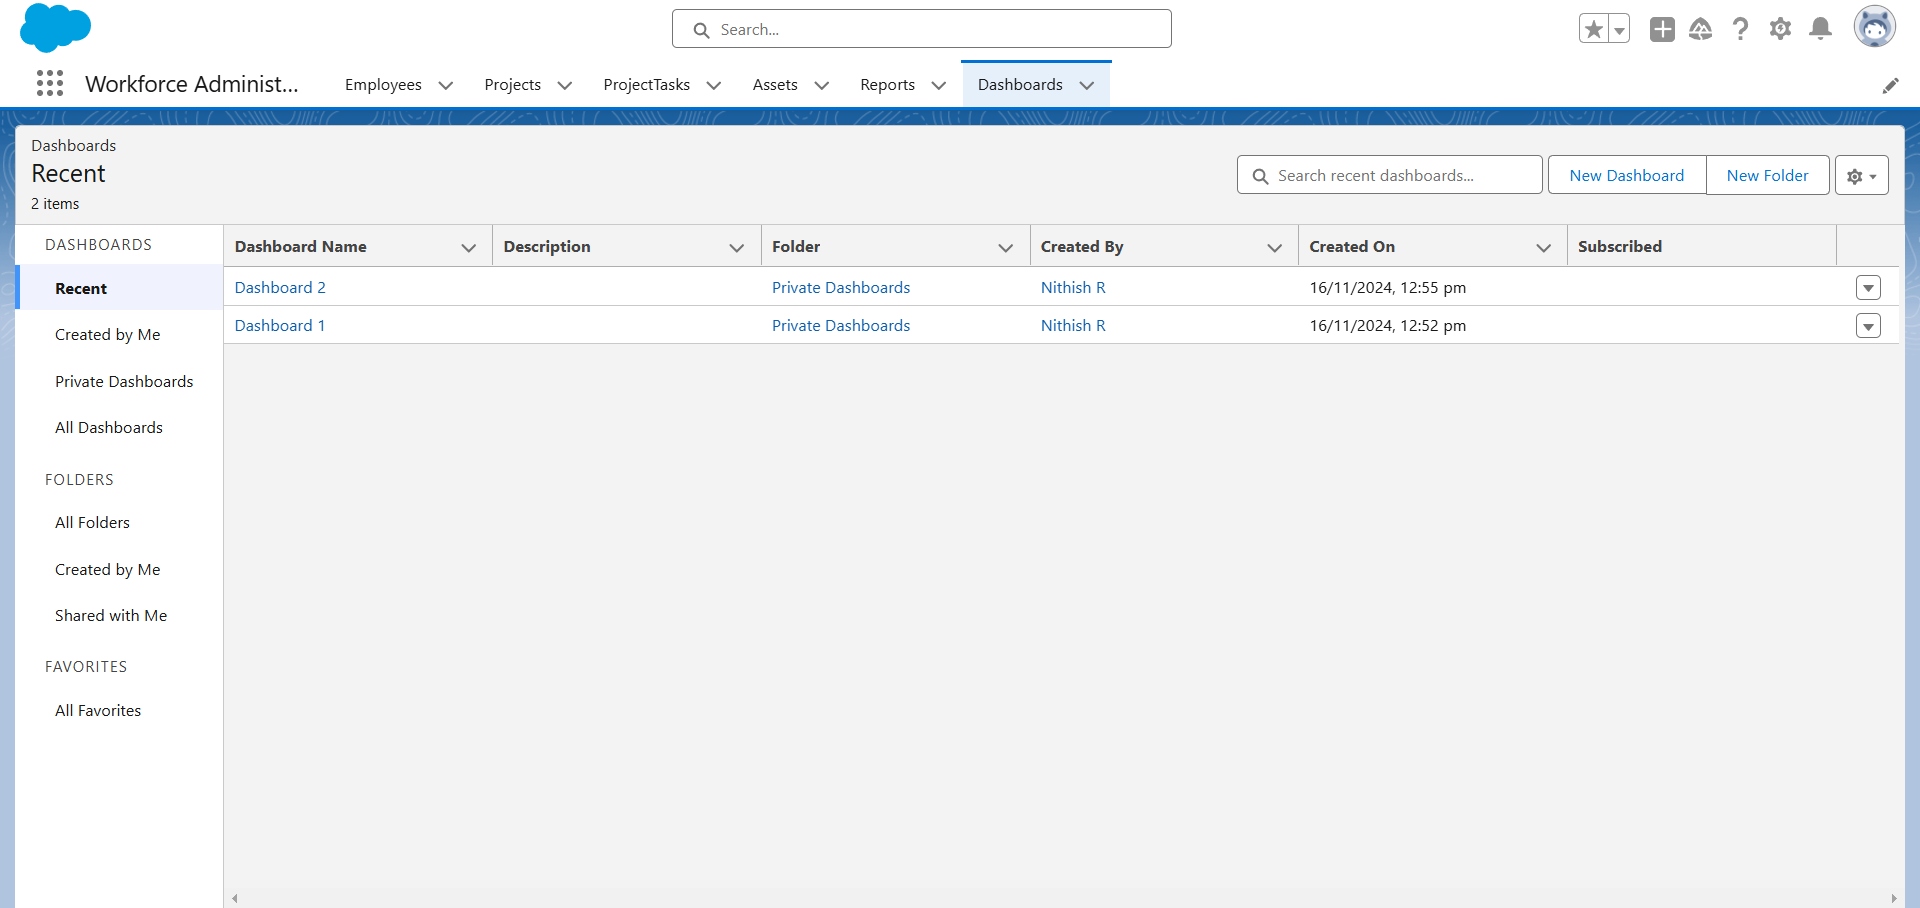 Search...
Workforce Administ...
Employees
Projects
ProjectTasks
Assets
Reports
Dashboards
Dashboards
Recent
2 items
Search recent dashboards...
New Dashboard
New Folder
DASHBOARDS
Recent
Created by Me
Private Dashboards
All Dashboards
FOLDERS
All Folders
Created by Me
Shared with Me
FAVORITES
All Favorites
Dashboard Name Description Folder Created By Created On Subscribed
Dashboard 2 Private Dashboards Nithish R 16/11/2024, 12:55 pm
Dashboard 1 Private Dashboards Nithish R 16/11/2024, 12:52 pm